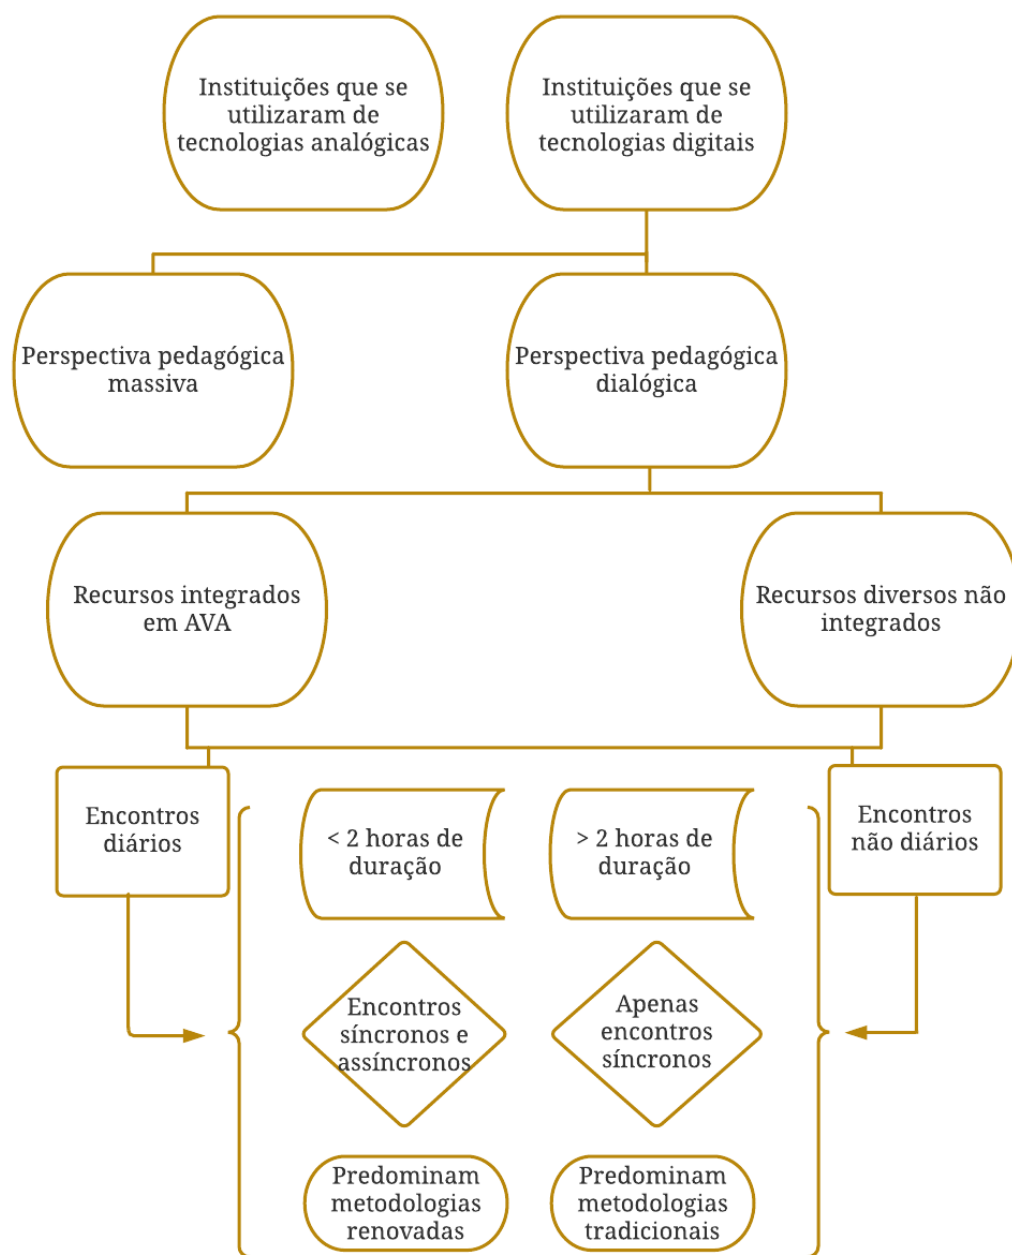 Instituições que se
utilizaram de
tecnologias analógicas
Instituições que se
utilizaram de
tecnologias digitais
Perspectiva pedagógica
massiva
Perspectiva pedagógica
dialógica
Recursos integrados
em AVA
Recursos diversos não
integrados
Encontros
diários
< 2 horas de
duração
> 2 horas de
duração
Encontros
não diários
Encontros
síncronos e
assíncronos
Apenas
encontros
síncronos
Predominam
metodologias
renovadas
Predominam
metodologias
tradicionais